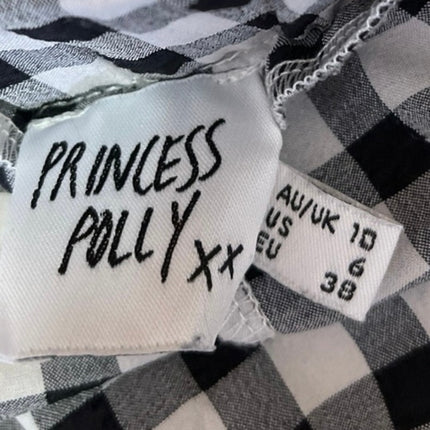 PRINCESS
POLLY
XX
AU/UK 10
US 6
EU 38